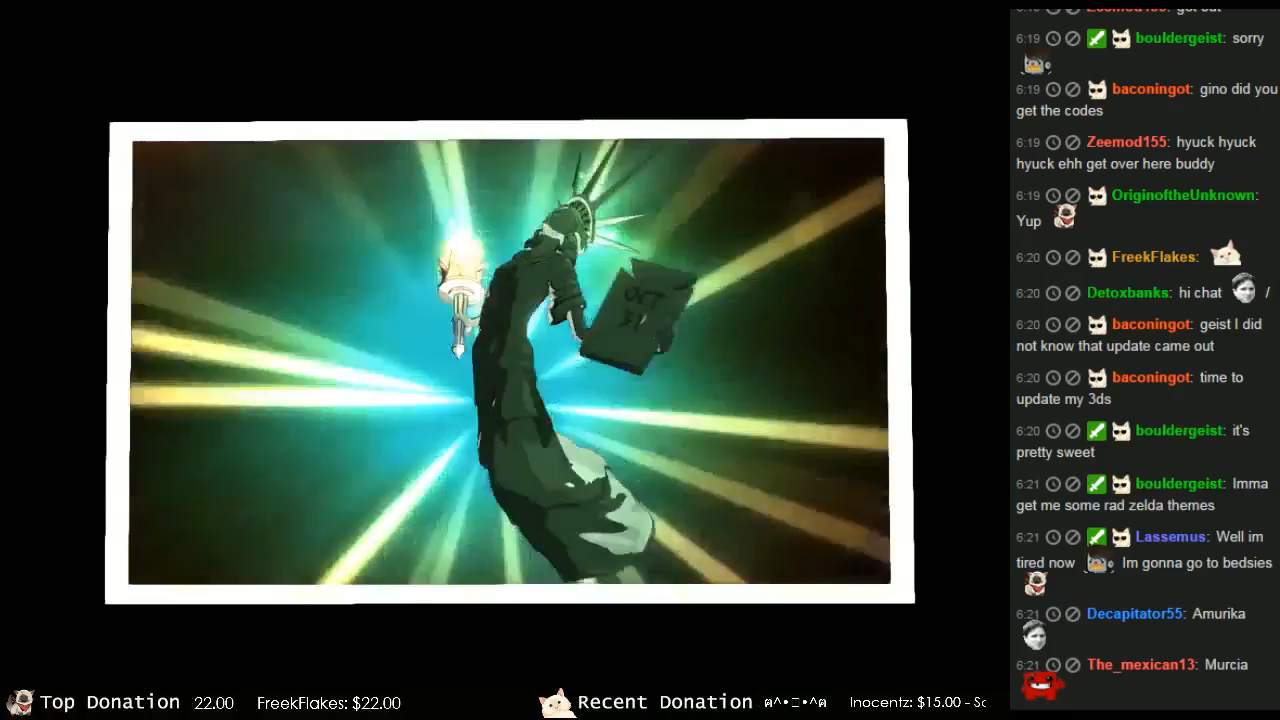 OCT
31
6:19 bouldergeist: sorry
6:19 baconingot: gino did you
get the codes
6:19 Zeemod155: hyuck hyuck
hyuck ehh get over here buddy
6:19 OriginoftheUnknown:
Yup
6:20 FreekFlakes:
6:20 Detoxbanks: hi chat /
6:20 baconingot: geist I did
not know that update came out
6:20 baconingot: time to
update my 3ds
6:20 bouldergeist: it's
pretty sweet
6:21 bouldergeist: Imma
get me some rad zelda themes
6:21 Lassemus: Well im
tired now Im gonna go to bedsies
6:21 Decapitator55: Amurika
6:21 The_mexican13: Murcia
Top Donation 22.00 FreekFlakes: $22.00 Recent Donation Inocentz: $15.00 - Sc